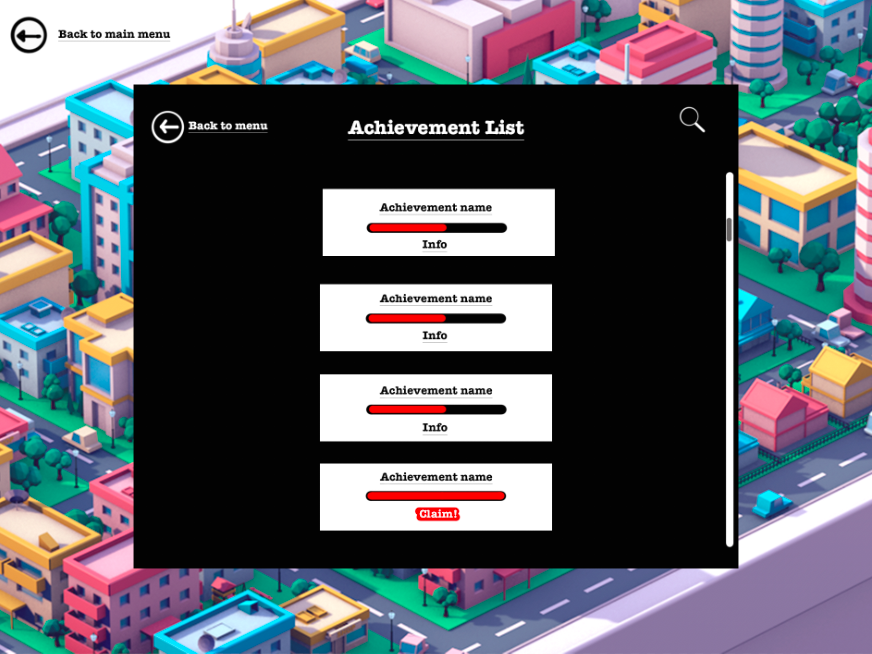 Back to main menu
Back to menu
Achievement List
Achievement name
Info
Achievement name
Info
Achievement name
Info
Achievement name
Claim!